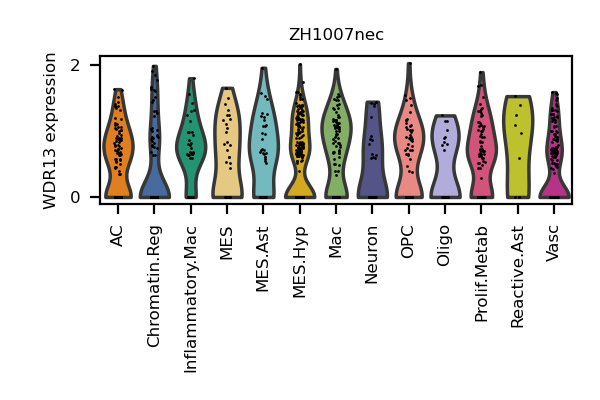 ZH1007nec
WDR13 expression
2
0
AC
Chromatin.Reg
Inflammatory.Mac
MES
MES.Ast
MES.Hyp
Mac
Neuron
OPC
Oligo
Prolif.Metab
Reactive.Ast
Vasc